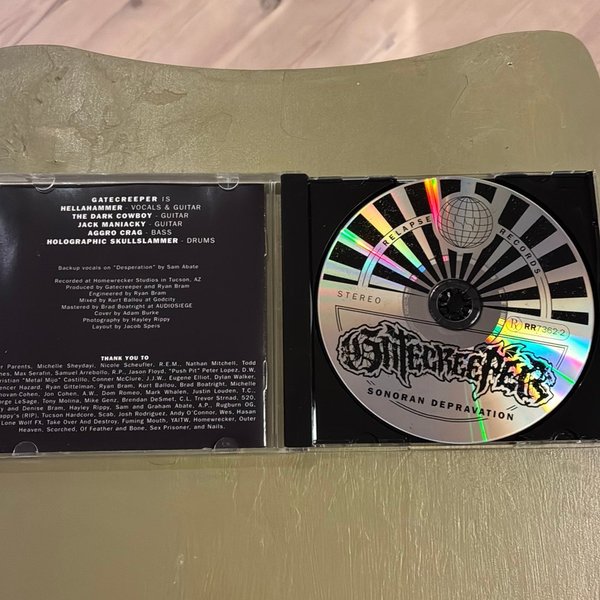 GATECREEPER IS
HELLAHAMMER - VOCALS & GUITAR
THE DARK COWBOY - GUITAR
JACK MANIACKY - GUITAR
AGGRO CRAG - BASS
HOLOGRAPHIC SKULLSLAMMER - DRUMS
Backup vocals on "Desperation" by Sam Abate
Recorded at Homewrecker Studios in Tucson, AZ
Produced by Gatecreeper and Ryan Bram
Engineered by Ryan Bram
Mixed by Kurt Ballou at Godcity
Mastered by Brad Boatright at AUDIOSIEGE
Cover by Adam Burke
Photography by Hayley Rippy
Layout by Jacob Speis
THANK YOU TO
Parents, Michelle Sheydayi, Nicole Scheufler, R.E.M., Nathan Mitchell, Todd
Max Serafin, Samuel Arrebollo, R.P., Jason Floyd, "Push Pit" Peter Lopez, D.W.
"Metal Mijo" Castillo, Conner McClure, J.J.W., Eugene Elliot, Dylan Walker,
Hazard, Ryan Gittelman, Ryan Bram, Kurt Ballou, Brad Boatright, Michelle
Jon Cohen, A.W., Dom Romeo, Mark Whalen, Justin Louden, T.C.,
LeSage, Tony Molina, Mike Gerz, Brendan DeSmet, C.L., Trevor Strnad, 520,
and Denise Bram, Hayley Rippy, Sam and Graham Abate, A.P., Rugburn OG,
(RIP), Tucson Hardcore, Scab, Josh Rodriguez, Andy O'Connor, Wes, Hasan
Lone Wolf FX, Take Over And Destroy, Fuming Mouth, YAITW, Homewrecker, Outer
Heaven, Scorched, Of Feather and Bone, Sex Prisoner, and Nails.
RELAPSE RECORDS
STEREO
R RR7362-2
GATECREEPER
SONORAN DEPRAVATION